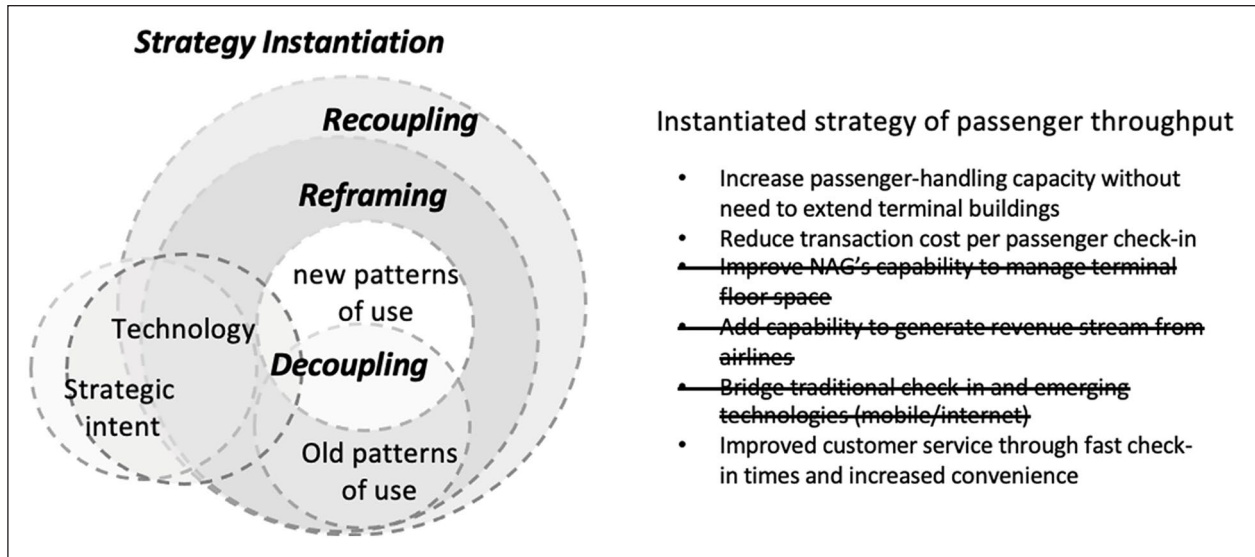 Strategy Instantiation
Recoupling
Reframing
new patterns
of use
Technology
Decoupling
Strategic
intent
Old patterns
of use
Instantiated strategy of passenger throughput
• Increase passenger-handling capacity without
need to extend terminal buildings
• Reduce transaction cost per passenger check-in
• Improve NAG's capability to manage terminal
floor space
• Add capability to generate revenue stream from
airlines
• Bridge traditional check-in and emerging
technologies (mobile/internet)
• Improved customer service through fast check-
in times and increased convenience